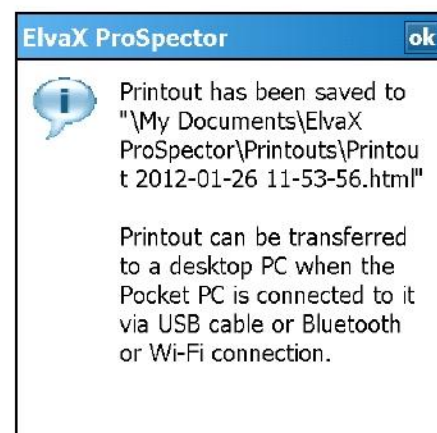 ElvaX ProSpector
ok
Printout has been saved to
"\My Documents\ElvaX
ProSpector\Printouts\Printou
t 2012-01-26 11-53-56.html"
Printout can be transferred
to a desktop PC when the
Pocket PC is connected to it
via USB cable or Bluetooth
or Wi-Fi connection.